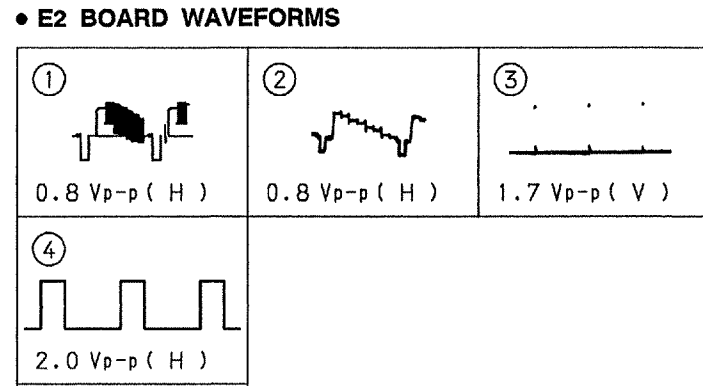 ● E2 BOARD WAVEFORMS
① ② ③
0.8 Vp-p ( H ) 0.8 Vp-p ( H ) 1.7 Vp-p ( V )
④
2.0 Vp-p ( H )